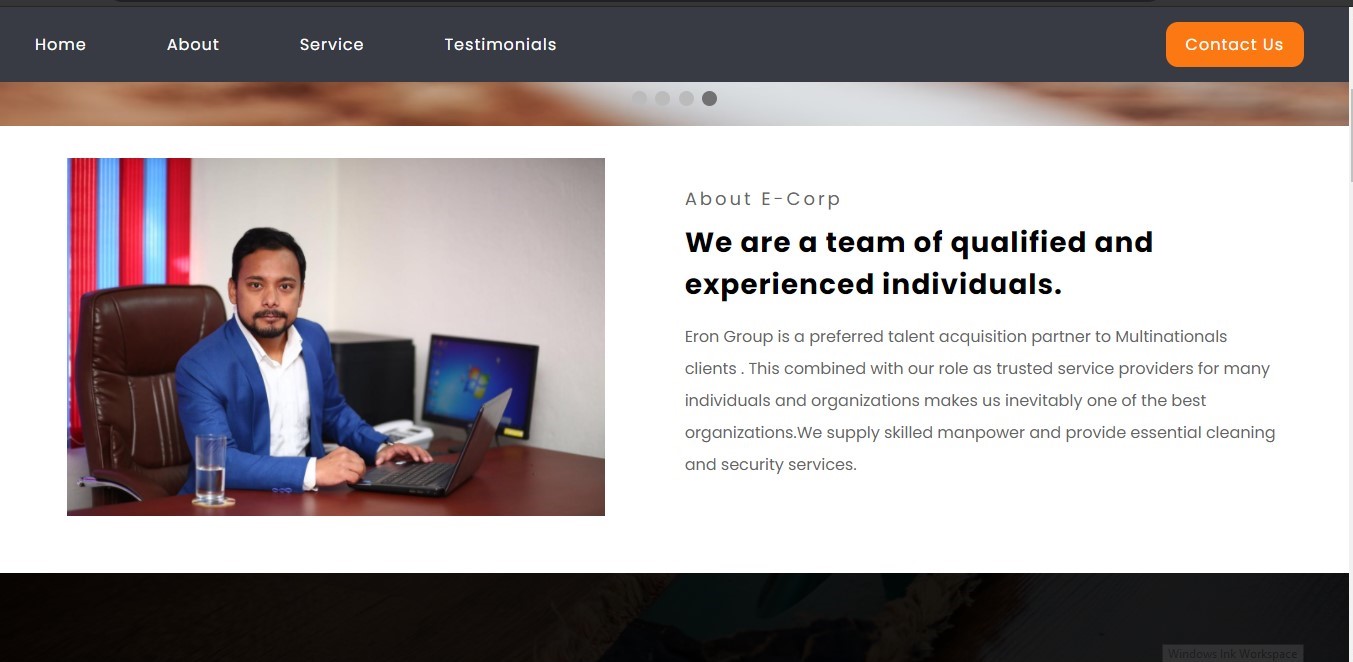 Home About Service Testimonials Contact Us
About E-Corp
We are a team of qualified and
experienced individuals.
Eron Group is a preferred talent acquisition partner to Multinationals
clients . This combined with our role as trusted service providers for many
individuals and organizations makes us inevitably one of the best
organizations.We supply skilled manpower and provide essential cleaning
and security services.
Windows Ink Workspace